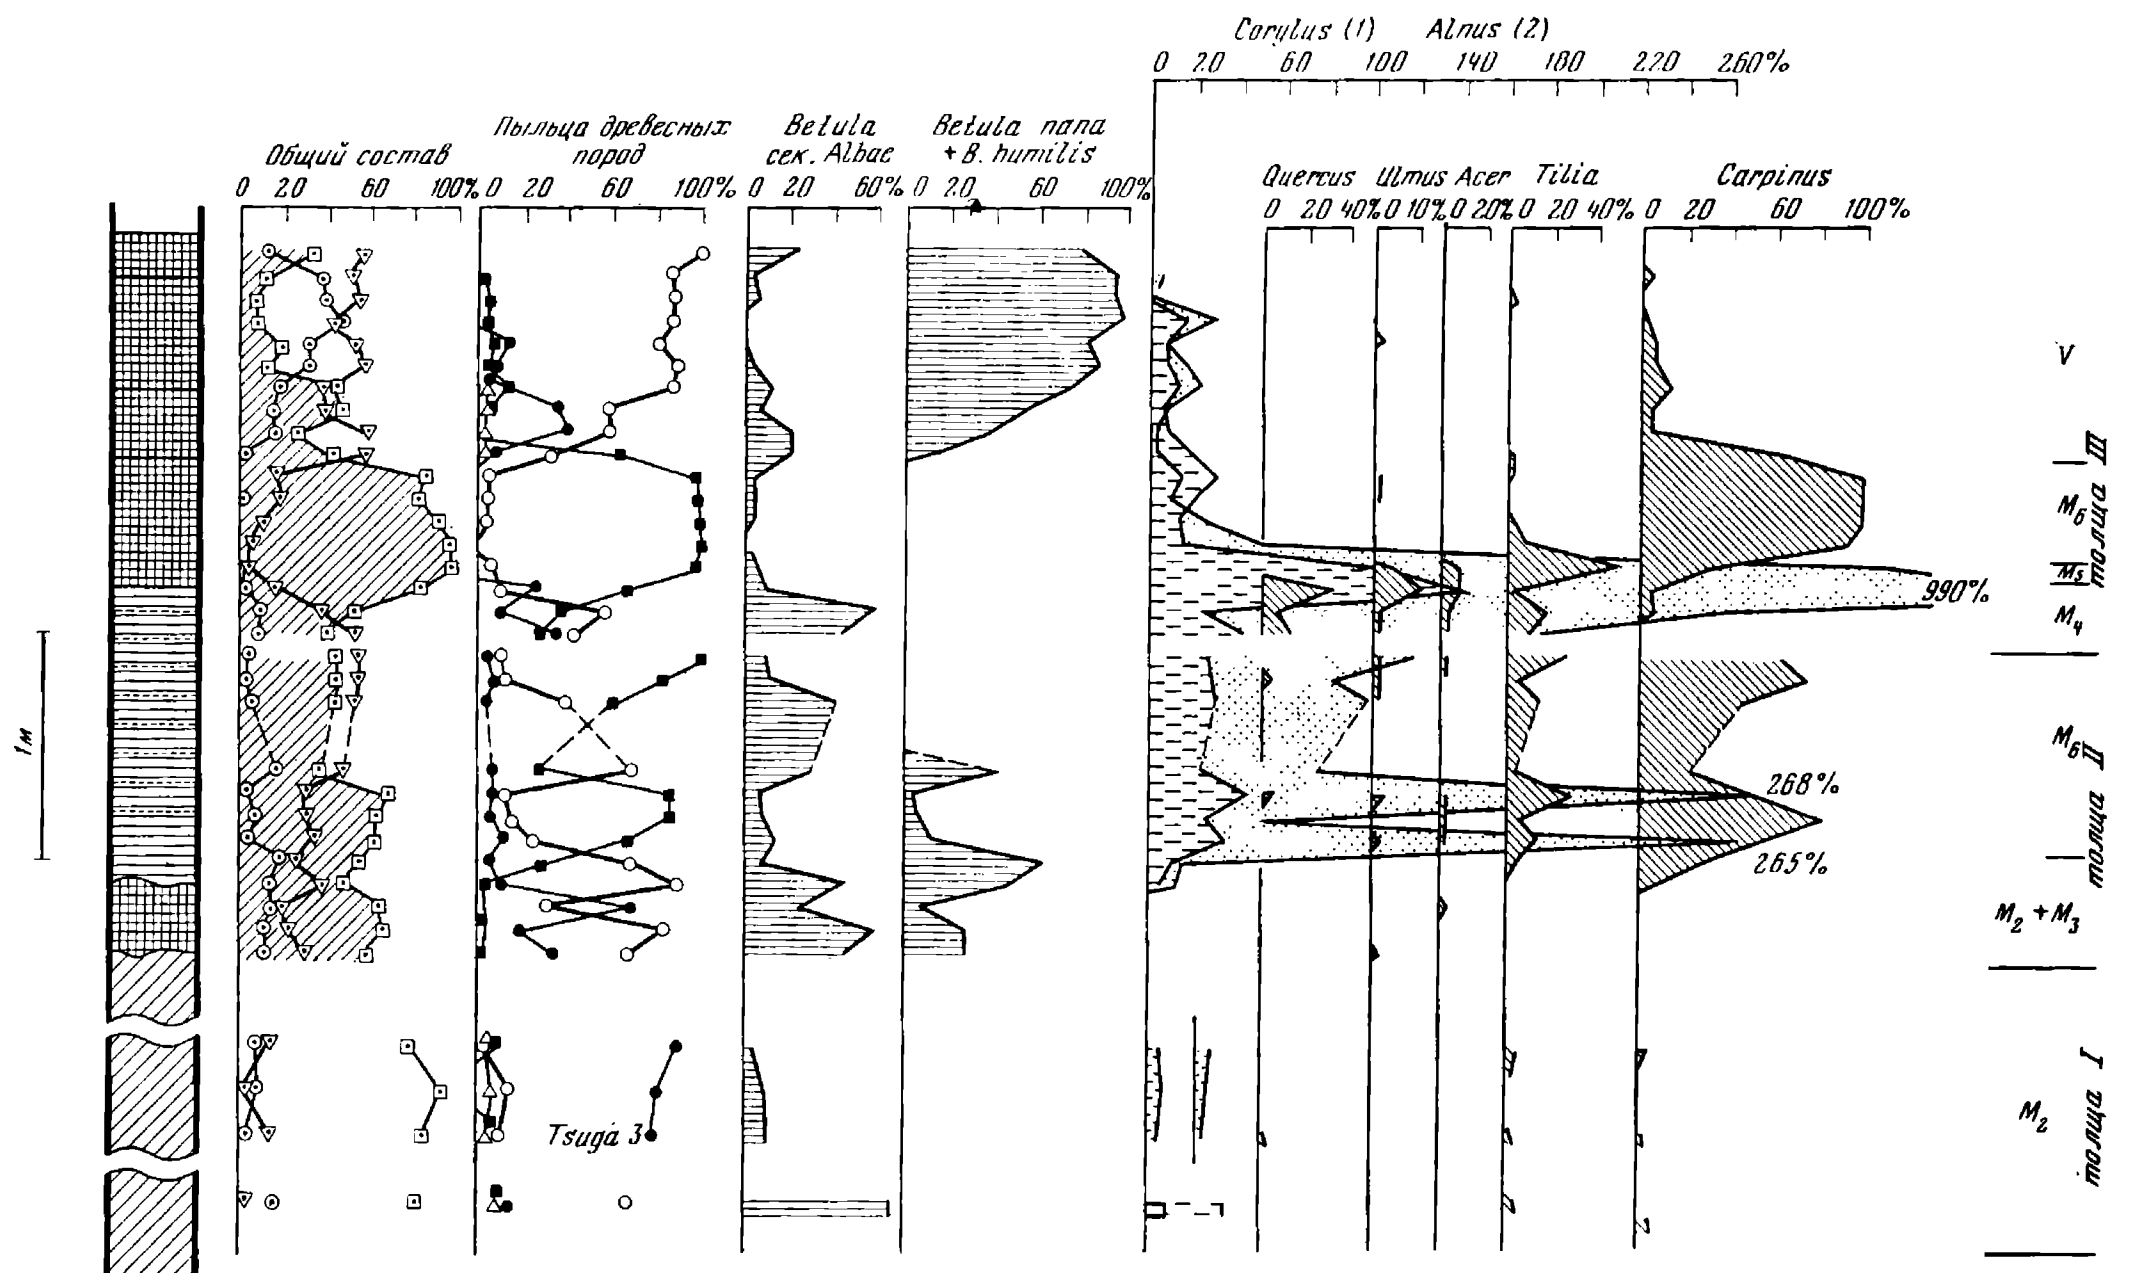 Corylus (1) Alnus (2)
0 20 60 100 140 180 220 260%
Общий состав
0 20 60 100%
Пыльца древесных
пород
0 20 60 100%
Betula
сек. Albae
0 20 60%
Betula nana
+ B. humilis
0 20 60 100%
Quercus
0 20 40%
Ulmus
0 10%
Acer
0 20%
Tilia
0 20 40%
Carpinus
0 20 60 100%
V
M6
M5
990%
M4
толща III
1м
M6
268%
265%
толща II
M2 + M3
Tsuga 3
M2
толща I